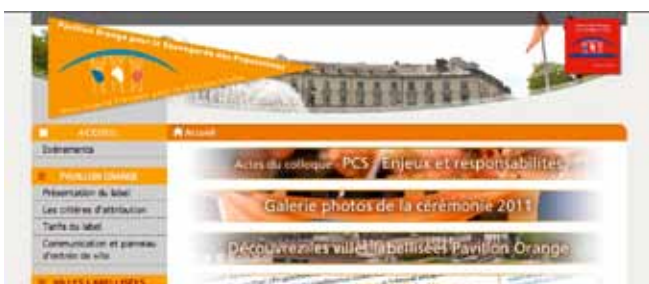 Pavillon Orange pour la Sauvegarde des Populations
ACCUEIL
Accueil
Evénements
PAVILLON ORANGE
Présentation du label
Les critères d'attribution
Tarifs du label
Communication et panneau
d'entrée de ville
VILLES LABELLISÉES
Actes du colloque - PCS : Enjeux et responsabilités
Galerie photos de la cérémonie 2011
Découvrez les villes labellisées Pavillon Orange